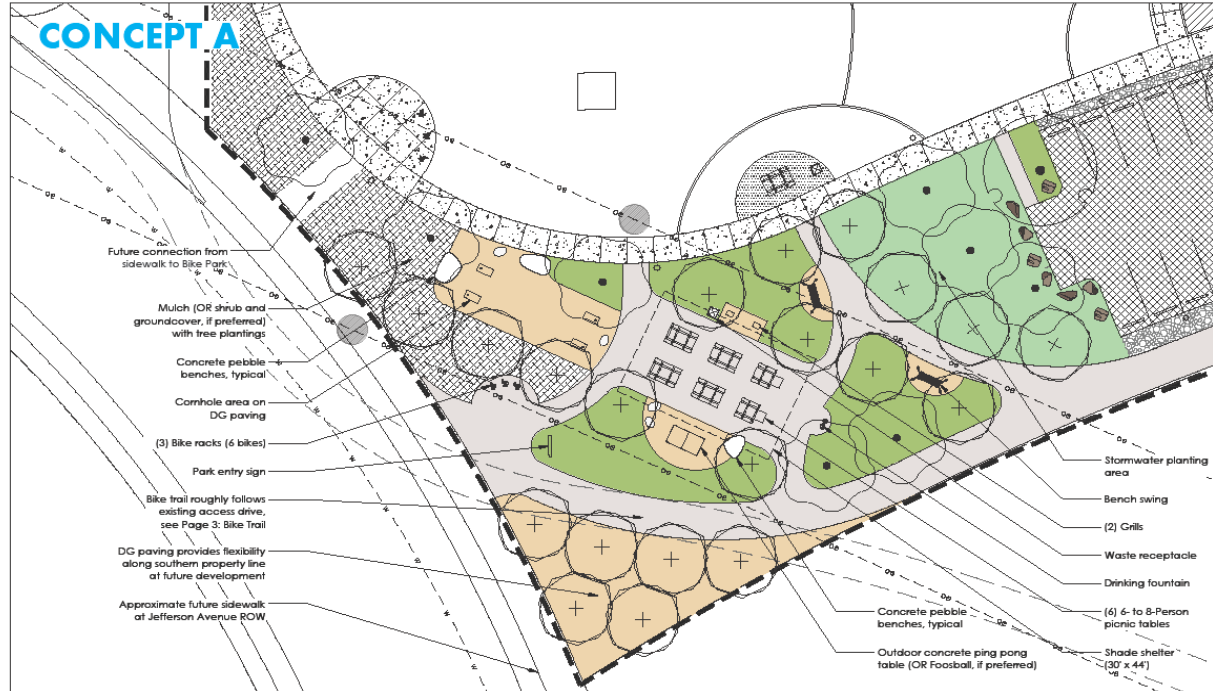 CONCEPT A
Future connection from
sidewalk to Bike Park
Mulch (OR shrub and
groundcover, if preferred)
with tree plantings
Concrete pebble
benches, typical
Cornhole area on
DG paving
(3) Bike racks (6 bikes)
Park entry sign
Bike trail roughly follows
existing access drive,
see Page 3: Bike Trail
DG paving provides flexibility
along southern property line
at future development
Approximate future sidewalk
at Jefferson Avenue ROW
Concrete pebble
benches, typical
Outdoor concrete ping pong
table (OR Foosball, if preferred)
Stormwater planting
area
Bench swing
(2) Grills
Waste receptacle
Drinking fountain
(6) 6- to 8-Person
picnic tables
Shade shelter
(30' x 44')